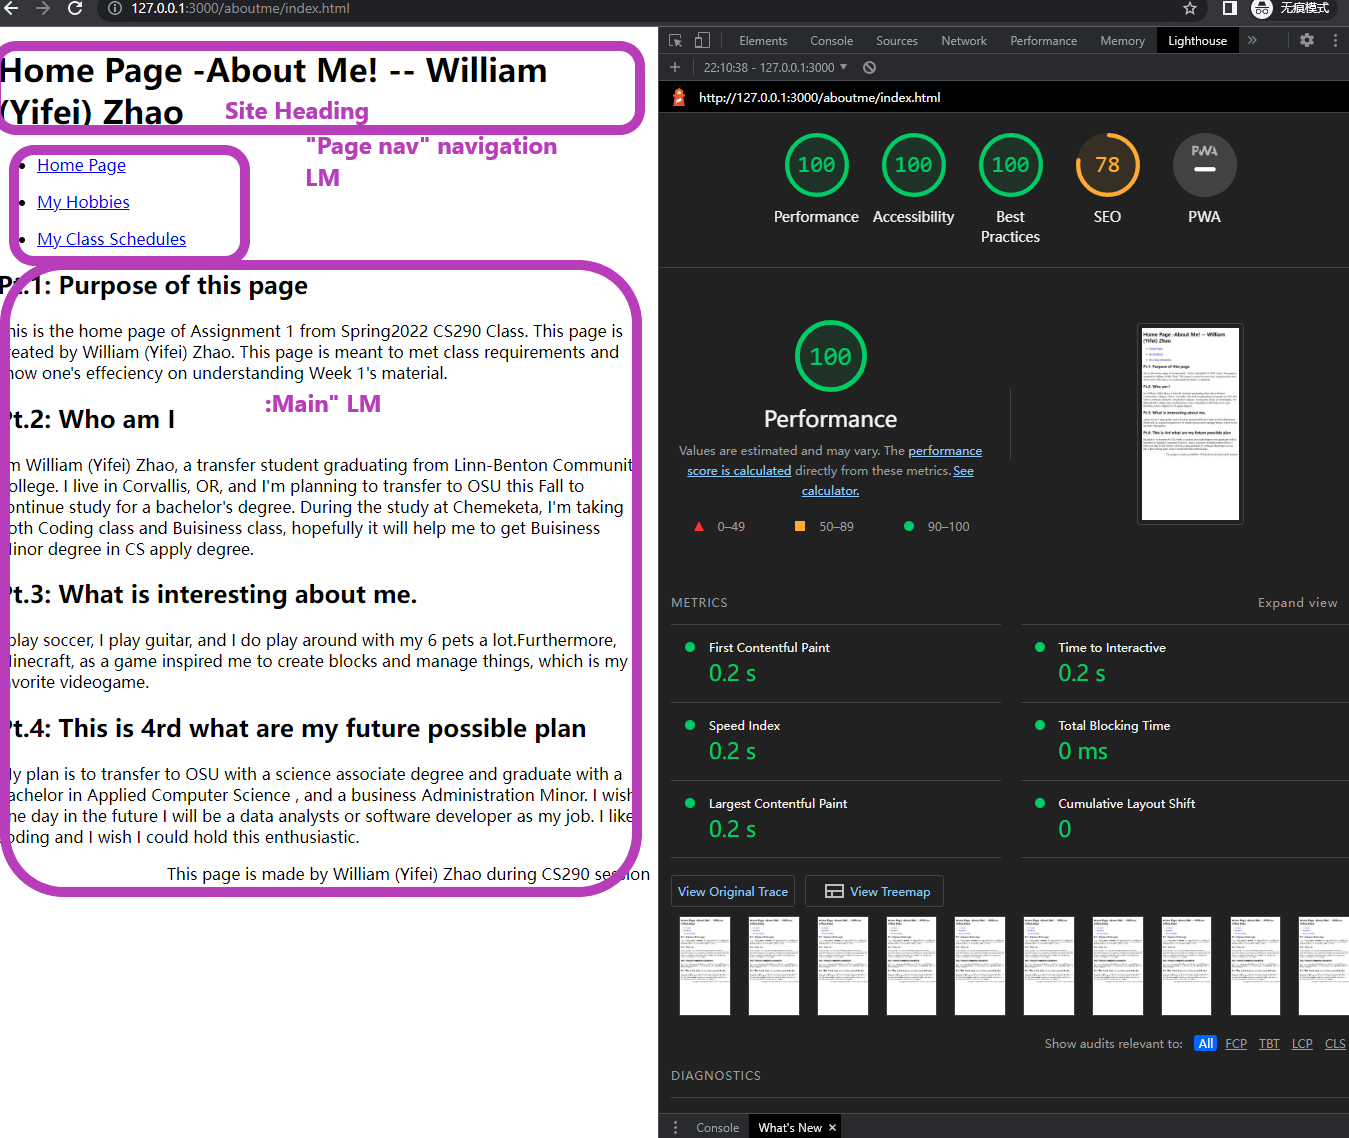 127.0.0.1:3000/aboutme/index.html
无痕模式
Home Page -About Me! -- William
(Yifei) Zhao
Site Heading
"Page nav" navigation
LM
Home Page
My Hobbies
My Class Schedules
Pt.1: Purpose of this page
This is the home page of Assignment 1 from Spring2022 CS290 Class. This page is
created by William (Yifei) Zhao. This page is meant to met class requirements and
show one's effeciency on understanding Week 1's material.
:Main" LM
Pt.2: Who am I
I'm William (Yifei) Zhao, a transfer student graduating from Linn-Benton Communit
College. I live in Corvallis, OR, and I'm planning to transfer to OSU this Fall to
continue study for a bachelor's degree. During the study at Chemeketa, I'm taking
both Coding class and Buisiness class, hopefully it will help me to get Buisiness
Minor degree in CS apply degree.
Pt.3: What is interesting about me.
I play soccer, I play guitar, and I do play around with my 6 pets a lot.Furthermore,
Minecraft, as a game inspired me to create blocks and manage things, which is my
favorite videogame.
Pt.4: This is 4rd what are my future possible plan
My plan is to transfer to OSU with a science associate degree and graduate with a
bachelor in Applied Computer Science , and a business Administration Minor. I wish
one day in the future I will be a data analysts or software developer as my job. I like
coding and I wish I could hold this enthusiastic.
This page is made by William (Yifei) Zhao during CS290 session
Elements Console Sources Network Performance Memory Lighthouse »
22:10:38 - 127.0.0.1:3000
http://127.0.0.1:3000/aboutme/index.html
100 100 100 78 PWA
Performance Accessibility Best Practices SEO PWA
100
Performance
Values are estimated and may vary. The performance
score is calculated directly from these metrics. See
calculator.
0–49 50–89 90–100
METRICS Expand view
First Contentful Paint
0.2 s
Time to Interactive
0.2 s
Speed Index
0.2 s
Total Blocking Time
0 ms
Largest Contentful Paint
0.2 s
Cumulative Layout Shift
0
View Original Trace View Treemap
Show audits relevant to: All FCP TBT LCP CLS
DIAGNOSTICS
Console What's New ×